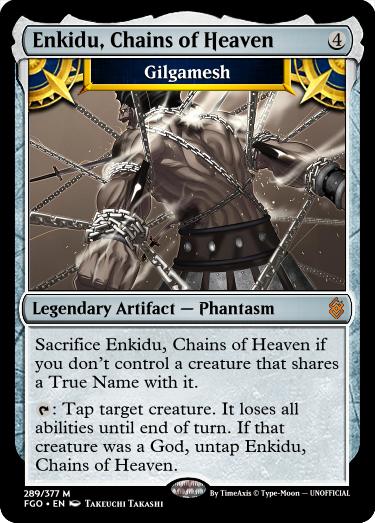 Enkidu, Chains of Heaven 4
Gilgamesh
Legendary Artifact — Phantasm
Sacrifice Enkidu, Chains of Heaven if
you don't control a creature that shares
a True Name with it.
: Tap target creature. It loses all
abilities until end of turn. If that
creature was a God, untap Enkidu,
Chains of Heaven.
289/377 M
FGO • EN Takeuchi Takashi
By TimeAxis © Type-Moon — UNOFFICIAL